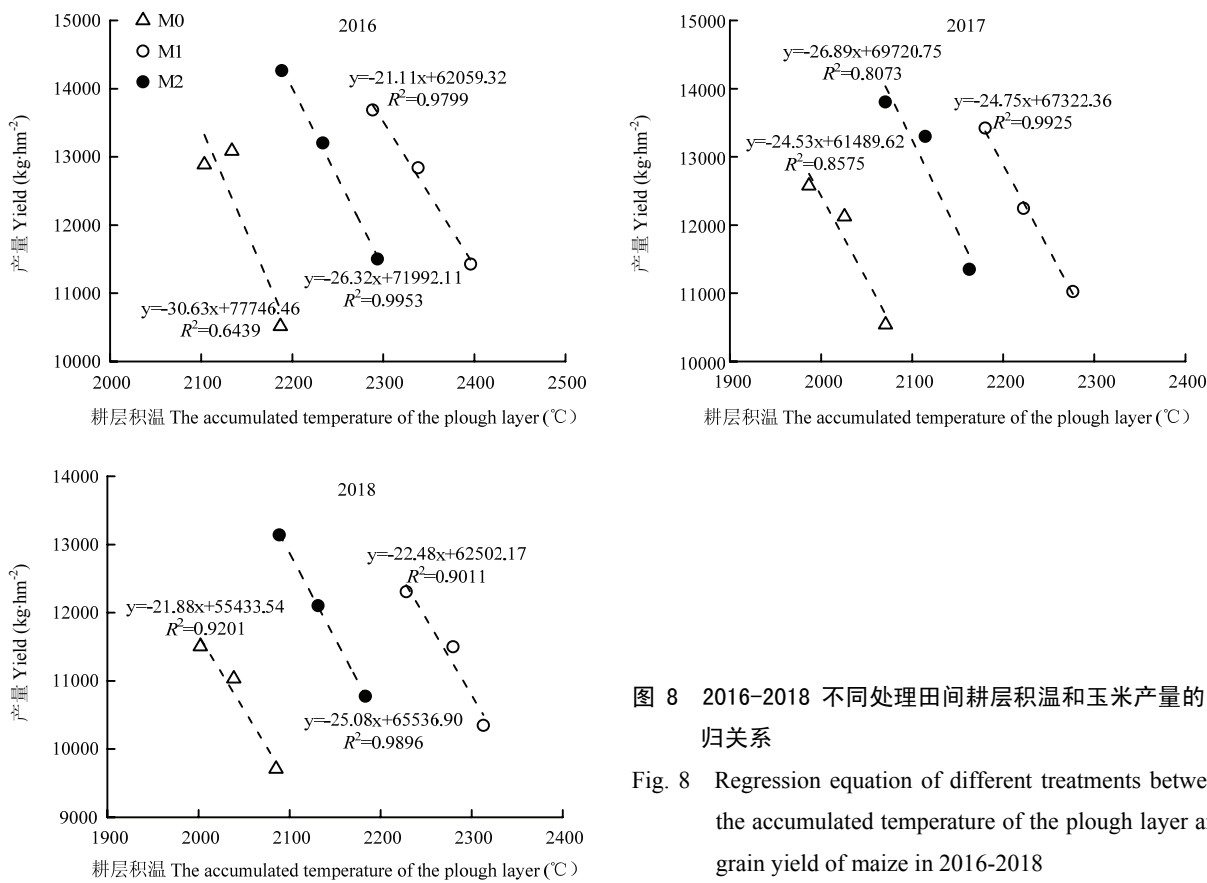 2016
15000
14000
13000
12000
11000
10000
产量 Yield (kg·hm-2)
M0
M1
M2
y=-21.11x+62059.32
R2=0.9799
y=-26.32x+71992.11
R2=0.9953
y=-30.63x+77746.46
R2=0.6439
2000 2100 2200 2300 2400 2500
耕层积温 The accumulated temperature of the plough layer (℃)
2017
15000
14000
13000
12000
11000
10000
产量 Yield (kg·hm-2)
y=-26.89x+69720.75
R2=0.8073
y=-24.75x+67322.36
R2=0.9925
y=-24.53x+61489.62
R2=0.8575
1900 2000 2100 2200 2300 2400
耕层积温 The accumulated temperature of the plough layer (℃)
2018
14000
13000
12000
11000
10000
9000
产量 Yield (kg·hm-2)
y=-22.48x+62502.17
R2=0.9011
y=-21.88x+55433.54
R2=0.9201
y=-25.08x+65536.90
R2=0.9896
1900 2000 2100 2200 2300 2400
耕层积温 The accumulated temperature of the plough layer (℃)
图 8 2016-2018 不同处理田间耕层积温和玉米产量的
归关系
Fig. 8 Regression equation of different treatments betwe
the accumulated temperature of the plough layer a
grain yield of maize in 2016-2018